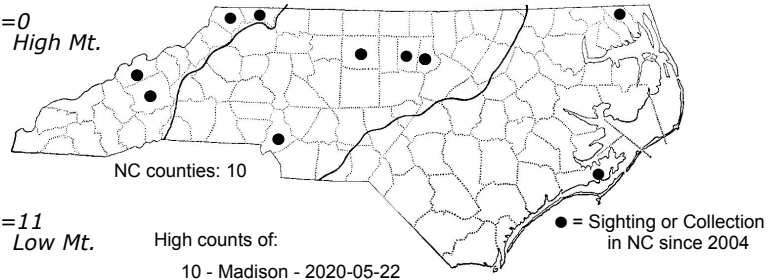 =0
High Mt.
NC counties: 10
=11
Low Mt.
High counts of:
10 - Madison - 2020-05-22
● = Sighting or Collection
in NC since 2004